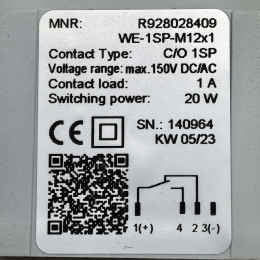 MNR: R928028409
WE-1SP-M12x1
Contact Type: C/O 1SP
Voltage range: max.150V DC/AC
Contact load: 1 A
Switching power: 20 W
CE SN.: 140964
KW 05/23
1(+) 4 2 3(-)